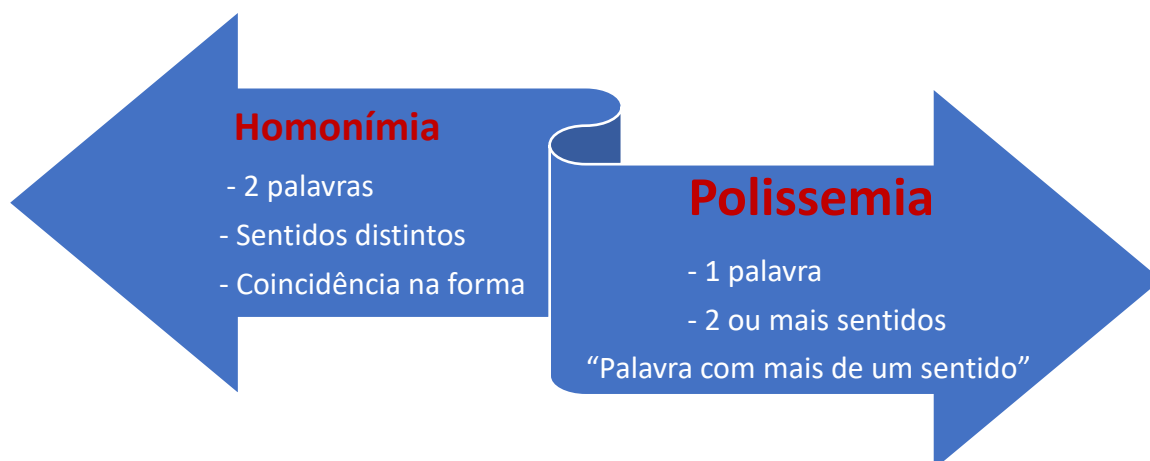 Homonímia
- 2 palavras
- Sentidos distintos
- Coincidência na forma
Polissemia
- 1 palavra
- 2 ou mais sentidos
“Palavra com mais de um sentido”